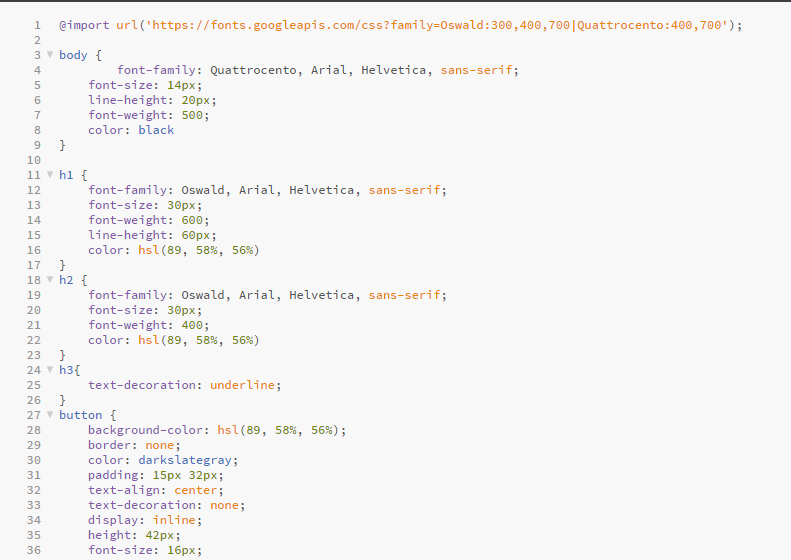 1 @import url('https://fonts.googleapis.com/css?family=Oswald:300,400,700|Quattrocento:400,700');
2
3 body {
4         font-family: Quattrocento, Arial, Helvetica, sans-serif;
5     font-size: 14px;
6     line-height: 20px;
7     font-weight: 500;
8     color: black
9 }
10
11 h1 {
12     font-family: Oswald, Arial, Helvetica, sans-serif;
13     font-size: 30px;
14     font-weight: 600;
15     line-height: 60px;
16     color: hsl(89, 58%, 56%)
17 }
18 h2 {
19     font-family: Oswald, Arial, Helvetica, sans-serif;
20     font-size: 30px;
21     font-weight: 400;
22     color: hsl(89, 58%, 56%)
23 }
24 h3{
25     text-decoration: underline;
26 }
27 button {
28     background-color: hsl(89, 58%, 56%);
29     border: none;
30     color: darkslategray;
31     padding: 15px 32px;
32     text-align: center;
33     text-decoration: none;
34     display: inline;
35     height: 42px;
36     font-size: 16px;